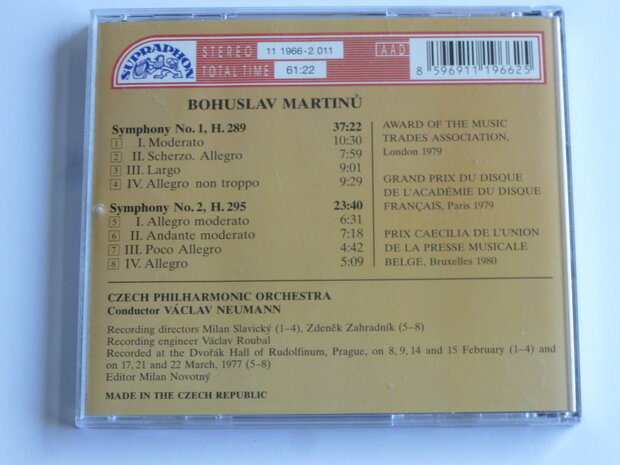 SUPRAPHON
STEREO 11 1966-2 011 AAD
TOTAL TIME 61:22
8 596911 196625
BOHUSLAV MARTINŮ
Symphony No. 1, H. 289 37:22
1 I. Moderato 10:30
2 II. Scherzo. Allegro 7:59
3 III. Largo 9:01
4 IV. Allegro non troppo 9:29
Symphony No. 2, H. 295 23:40
5 I. Allegro moderato 6:31
6 II. Andante moderato 7:18
7 III. Poco Allegro 4:42
8 IV. Allegro 5:09
AWARD OF THE MUSIC
TRADES ASSOCIATION,
London 1979
GRAND PRIX DU DISQUE
DE L'ACADÉMIE DU DISQUE
FRANÇAIS, Paris 1979
PRIX CAECILIA DE L'UNION
DE LA PRESSE MUSICALE
BELGE, Bruxelles 1980
CZECH PHILHARMONIC ORCHESTRA
Conductor VÁCLAV NEUMANN
Recording directors Milan Slavický (1–4), Zdeněk Zahradník (5–8)
Recording engineer Václav Roubal
Recorded at the Dvořák Hall of Rudolfinum, Prague, on 8, 9, 14 and 15 February (1–4) and
on 17, 21 and 22 March, 1977 (5–8)
Editor Milan Novotný
MADE IN THE CZECH REPUBLIC